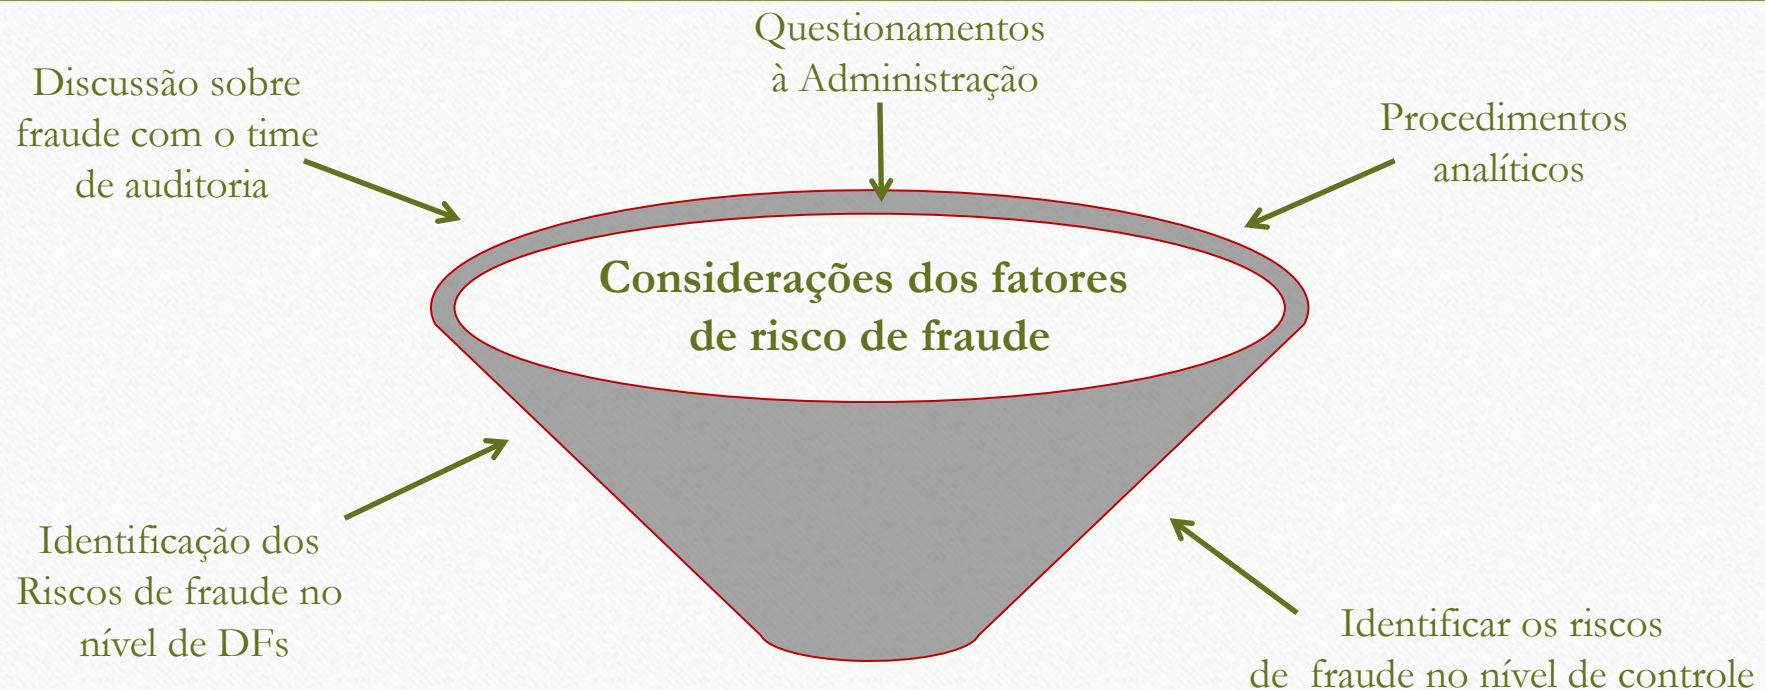 Questionamentos
à Administração
Discussão sobre
fraude com o time
de auditoria
Procedimentos
analíticos
Considerações dos fatores
de risco de fraude
Identificação dos
Riscos de fraude no
nível de DFs
Identificar os riscos
de fraude no nível de controle